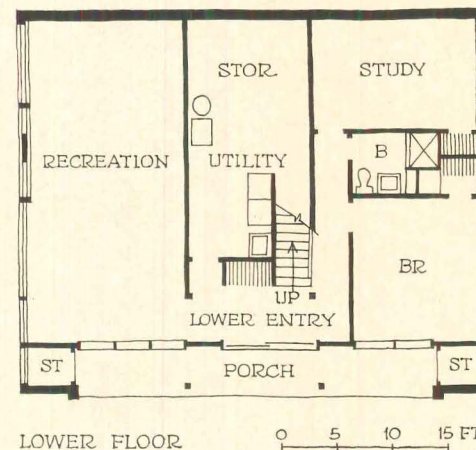 STOR
STUDY
RECREATION
UTILITY
B
BR
UP
LOWER ENTRY
ST
PORCH
ST
LOWER FLOOR
0 5 10 15 FT